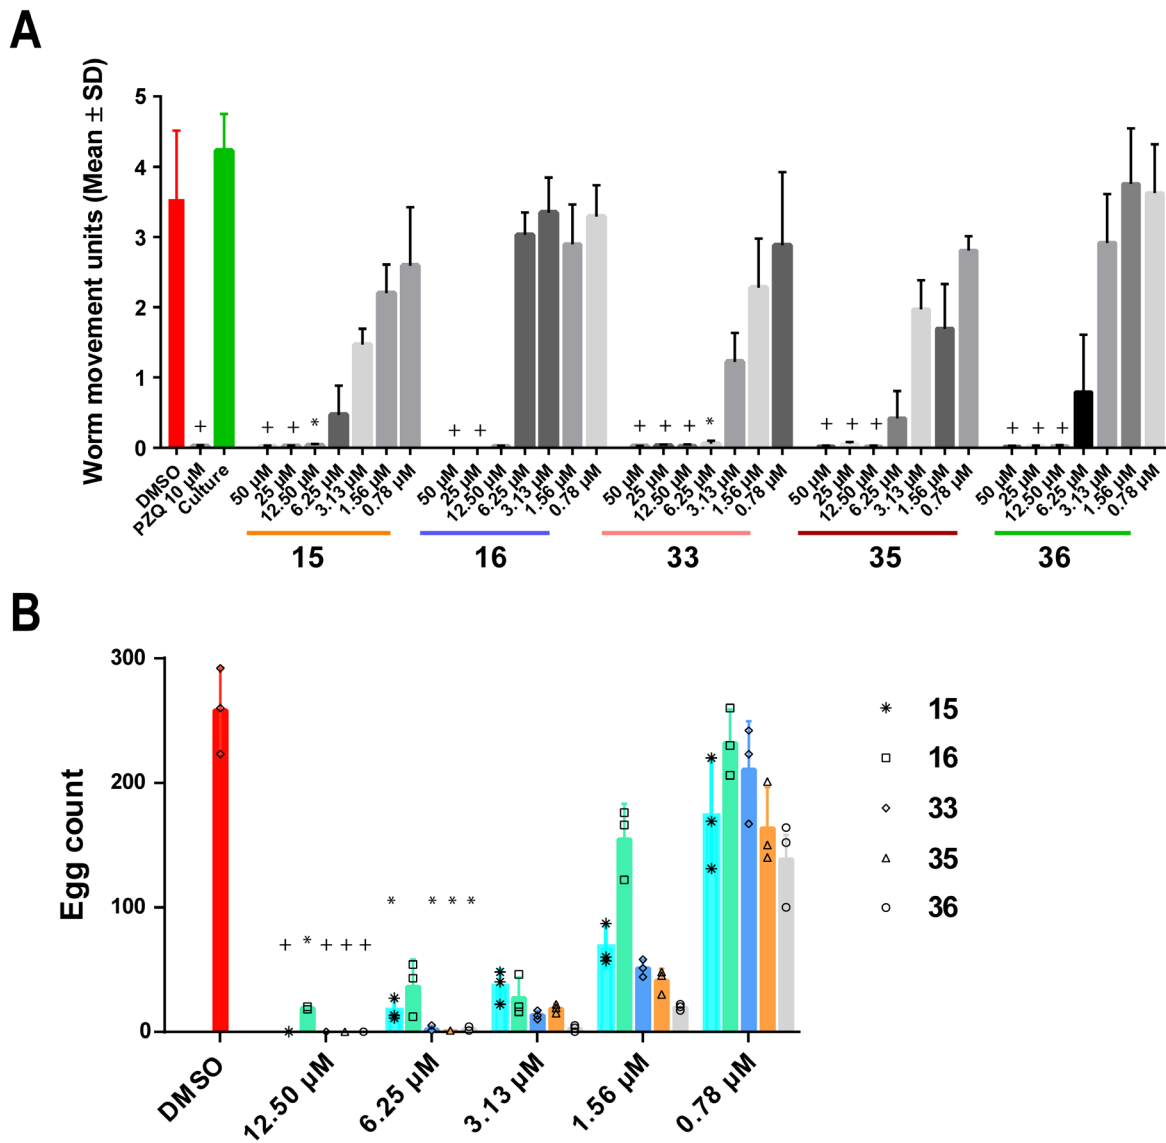 A
Worm movement units (Mean ± SD)
5
4
3
2
1
0
+
+ + *
+ +
+ + + *
+ + +
+ + +
DMSO
PZQ 10 µM
Culture
50 µM
25 µM
12.50 µM
6.25 µM
3.13 µM
1.56 µM
0.78 µM
50 µM
25 µM
12.50 µM
6.25 µM
3.13 µM
1.56 µM
0.78 µM
50 µM
25 µM
12.50 µM
6.25 µM
3.13 µM
1.56 µM
0.78 µM
50 µM
25 µM
12.50 µM
6.25 µM
3.13 µM
1.56 µM
0.78 µM
50 µM
25 µM
12.50 µM
6.25 µM
3.13 µM
1.56 µM
0.78 µM
15
16
33
35
36
B
Egg count
300
200
100
0
+ * + + +
* * * *
DMSO
12.50 µM
6.25 µM
3.13 µM
1.56 µM
0.78 µM
15
16
33
35
36